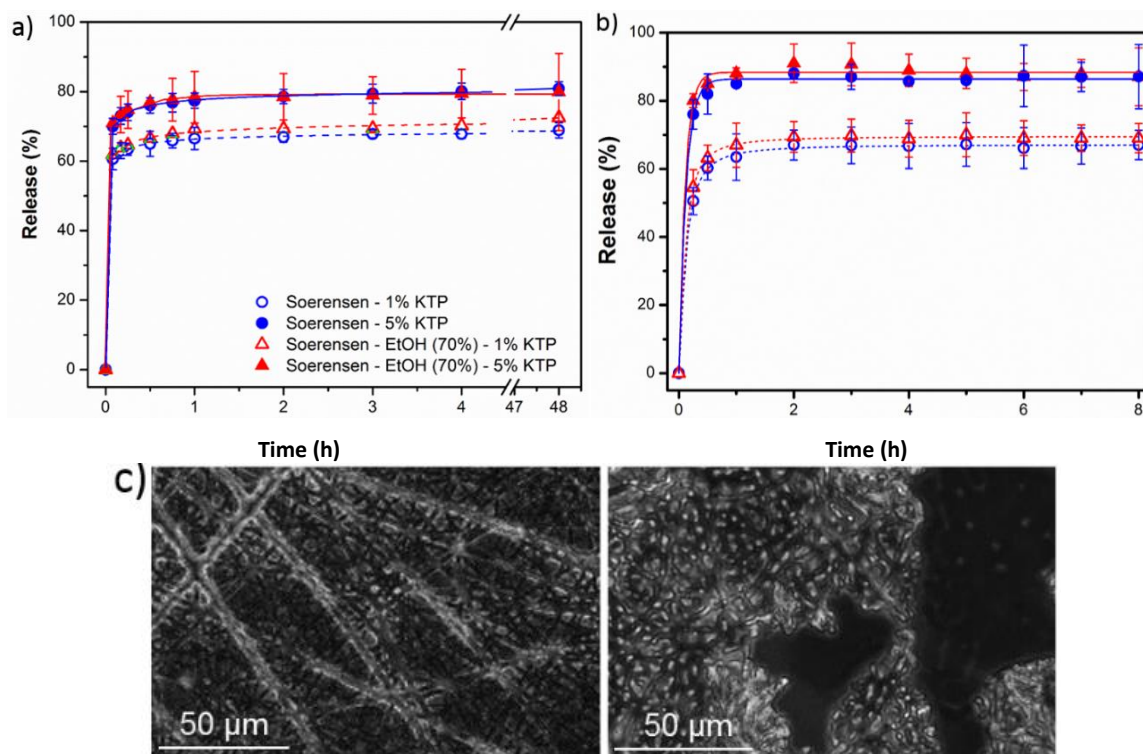 a)
100
80
60
40
20
0
Release (%)
0 1 2 3 4 47 48
Soerensen - 1% KTP
Soerensen - 5% KTP
Soerensen - EtOH (70%) - 1% KTP
Soerensen - EtOH (70%) - 5% KTP
Time (h)
b)
100
80
60
40
20
0
Release (%)
0 2 4 6 8
Time (h)
c)
50 µm
50 µm